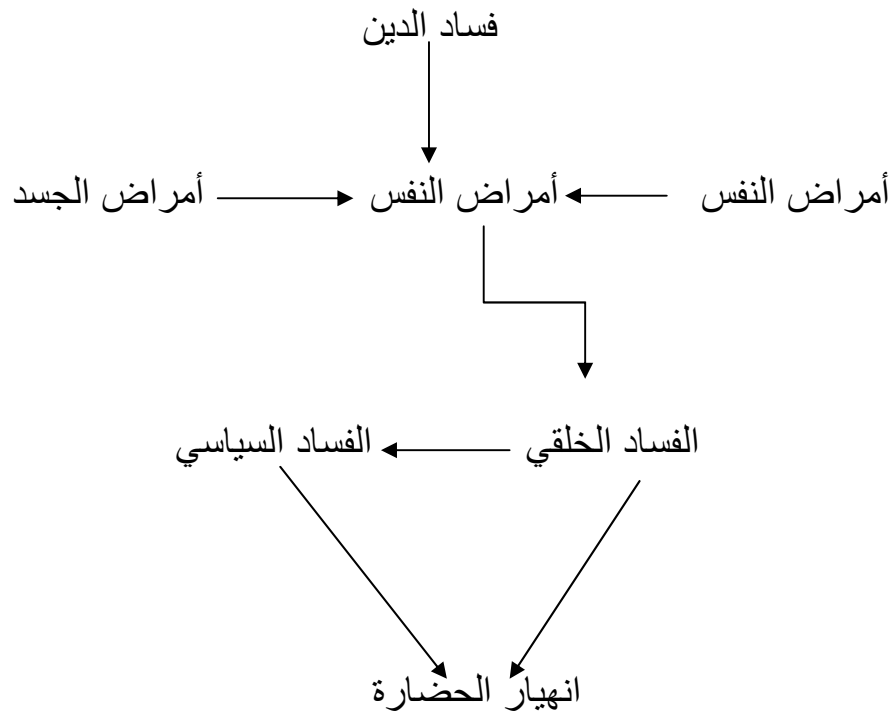 فساد الدين
أمراض النفس أمراض النفس أمراض الجسد
الفساد الخلقي الفساد السياسي
انهيار الحضارة